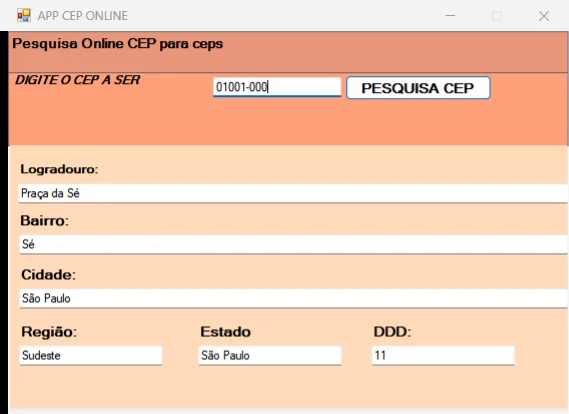 APP CEP ONLINE
Pesquisa Online CEP para ceps
DIGITE O CEP A SER
01001-000
PESQUISA CEP
Logradouro:
Praça da Sé
Bairro:
Sé
Cidade:
São Paulo
Região: Estado DDD:
Sudeste São Paulo 11